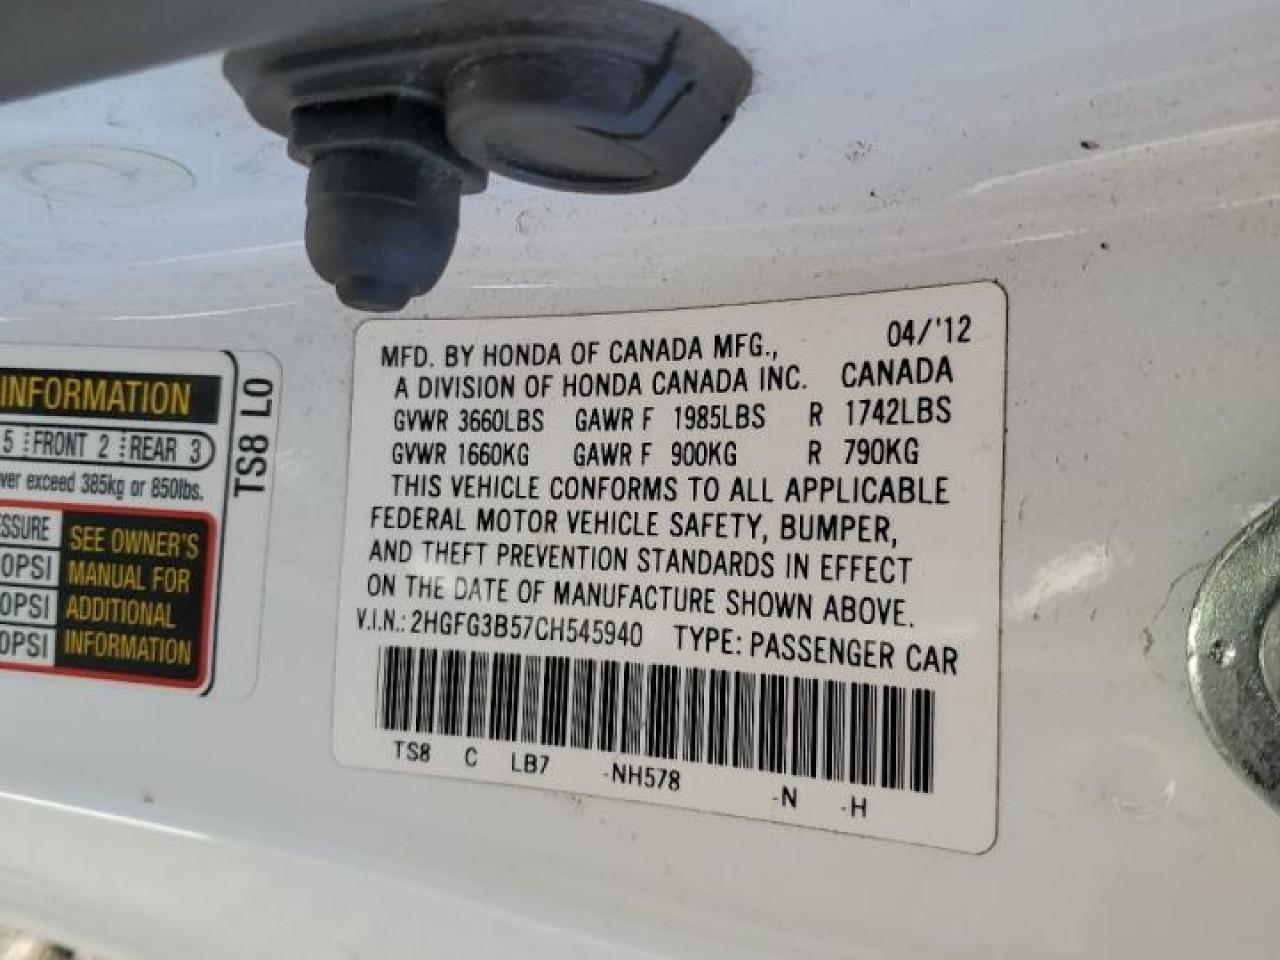 INFORMATION
5 FRONT 2 REAR 3
exceed 385kg or 850lbs.
SEE OWNER'S
MANUAL FOR
ADDITIONAL
INFORMATION
TS8 L0
MFD. BY HONDA OF CANADA MFG., 04/'12
A DIVISION OF HONDA CANADA INC. CANADA
GVWR 3660LBS GAWR F 1985LBS R 1742LBS
GVWR 1660KG GAWR F 900KG R 790KG
THIS VEHICLE CONFORMS TO ALL APPLICABLE
FEDERAL MOTOR VEHICLE SAFETY, BUMPER,
AND THEFT PREVENTION STANDARDS IN EFFECT
ON THE DATE OF MANUFACTURE SHOWN ABOVE.
V.I.N.: 2HGFG3B57CH545940 TYPE: PASSENGER CAR
TS8 C LB7 -NH578 -N -H